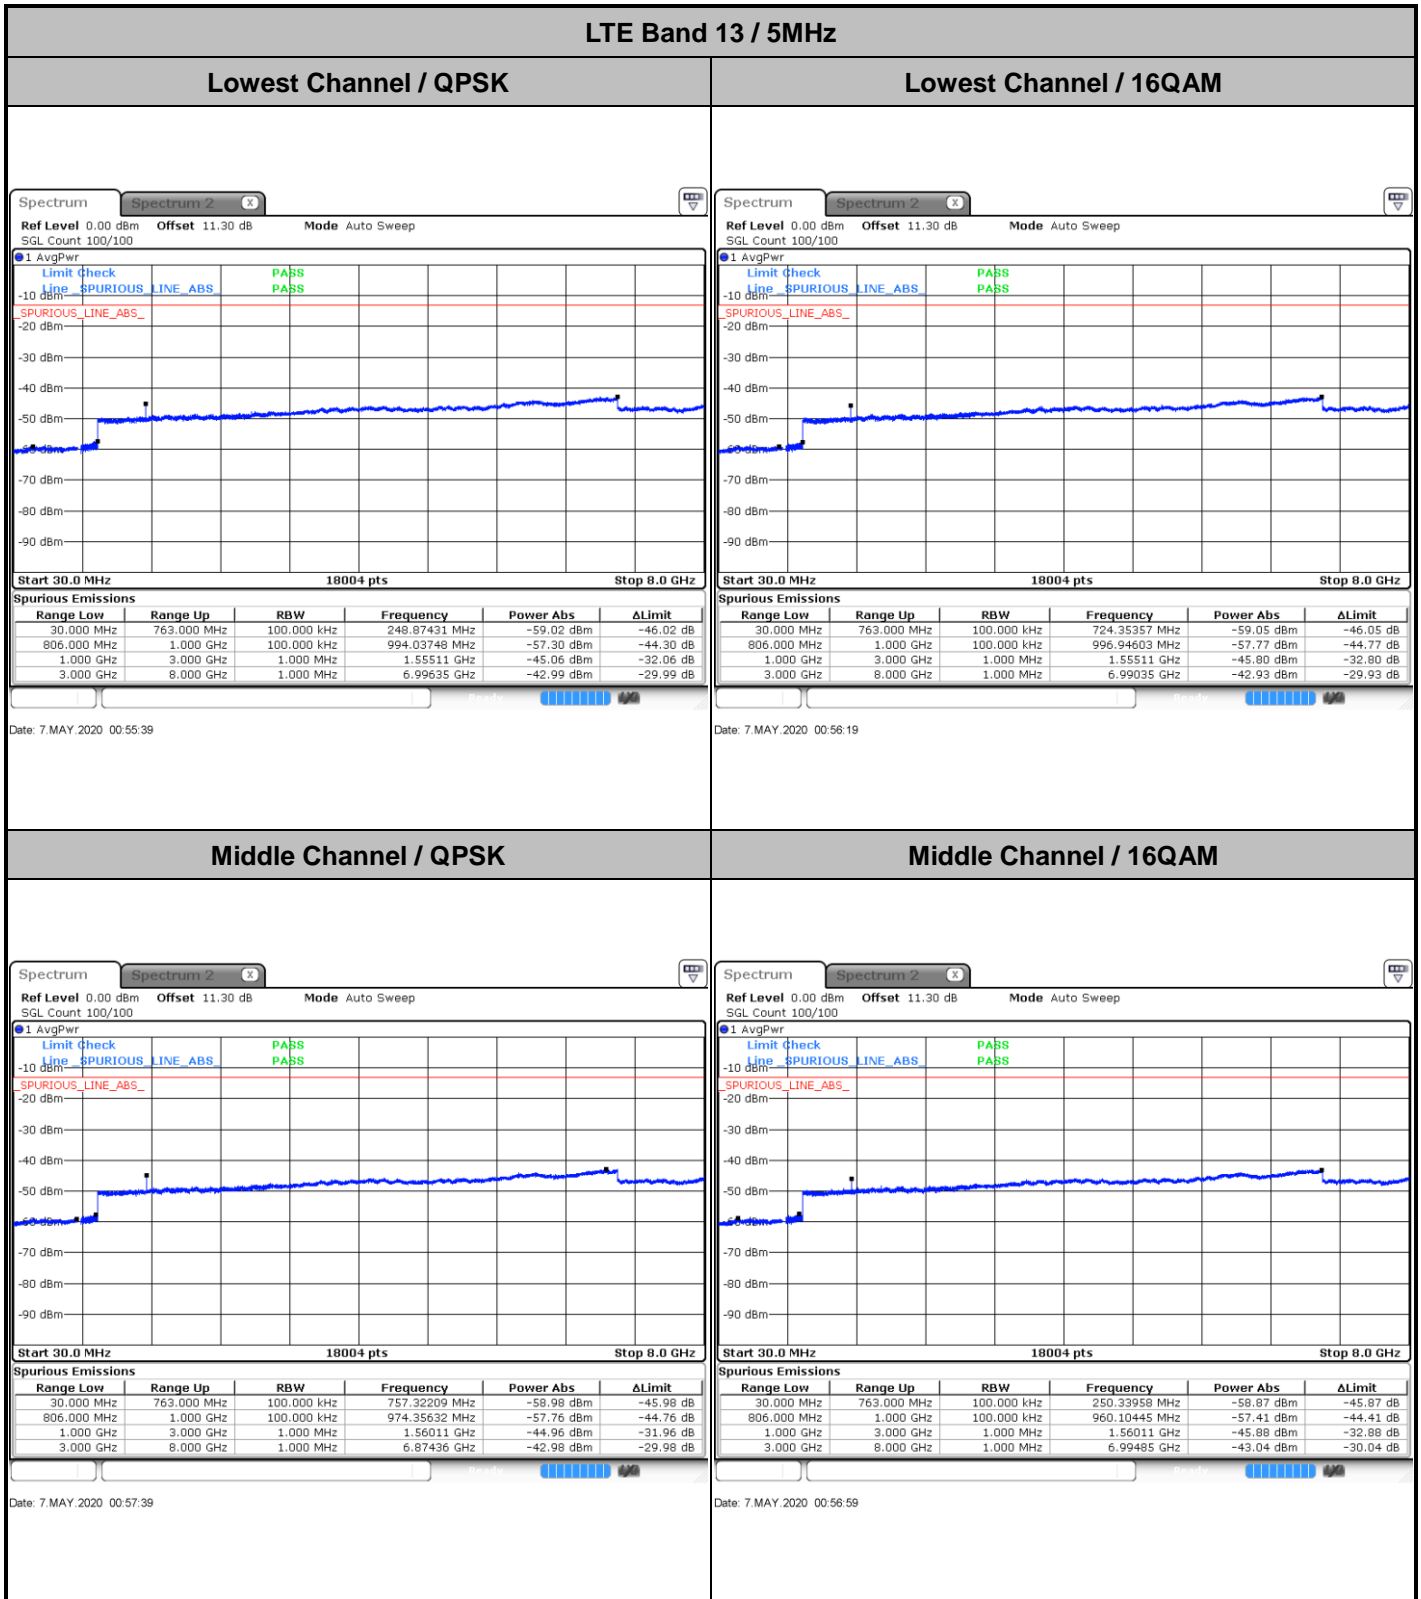 LTE Band 13 / 5MHz
Lowest Channel / QPSK
Lowest Channel / 16QAM
Spectrum
Spectrum 2
X
Ref Level 0.00 dBm Offset 11.30 dB Mode Auto Sweep
SGL Count 100/100
1 AvgPwr
Limit Check PASS
Line _SPURIOUS_LINE_ABS_ PASS
-10 dBm
_SPURIOUS_LINE_ABS_
-20 dBm
-30 dBm
-40 dBm
-50 dBm
-60 dBm
-70 dBm
-80 dBm
-90 dBm
Start 30.0 MHz 18004 pts Stop 8.0 GHz
Spurious Emissions
Range Low Range Up RBW Frequency Power Abs ΔLimit
30.000 MHz 763.000 MHz 100.000 kHz 248.87431 MHz -59.02 dBm -46.02 dB
806.000 MHz 1.000 GHz 100.000 kHz 994.03748 MHz -57.30 dBm -44.30 dB
1.000 GHz 3.000 GHz 1.000 MHz 1.55511 GHz -45.06 dBm -32.06 dB
3.000 GHz 8.000 GHz 1.000 MHz 6.99635 GHz -42.99 dBm -29.99 dB
Ready
Date: 7.MAY.2020 00:55:39
Spectrum
Spectrum 2
X
Ref Level 0.00 dBm Offset 11.30 dB Mode Auto Sweep
SGL Count 100/100
1 AvgPwr
Limit Check PASS
Line _SPURIOUS_LINE_ABS_ PASS
-10 dBm
_SPURIOUS_LINE_ABS_
-20 dBm
-30 dBm
-40 dBm
-50 dBm
-60 dBm
-70 dBm
-80 dBm
-90 dBm
Start 30.0 MHz 18004 pts Stop 8.0 GHz
Spurious Emissions
Range Low Range Up RBW Frequency Power Abs ΔLimit
30.000 MHz 763.000 MHz 100.000 kHz 724.35357 MHz -59.05 dBm -46.05 dB
806.000 MHz 1.000 GHz 100.000 kHz 996.94603 MHz -57.77 dBm -44.77 dB
1.000 GHz 3.000 GHz 1.000 MHz 1.55511 GHz -45.80 dBm -32.80 dB
3.000 GHz 8.000 GHz 1.000 MHz 6.99035 GHz -42.93 dBm -29.93 dB
Ready
Date: 7.MAY.2020 00:56:19
Middle Channel / QPSK
Middle Channel / 16QAM
Spectrum
Spectrum 2
X
Ref Level 0.00 dBm Offset 11.30 dB Mode Auto Sweep
SGL Count 100/100
1 AvgPwr
Limit Check PASS
Line _SPURIOUS_LINE_ABS_ PASS
-10 dBm
_SPURIOUS_LINE_ABS_
-20 dBm
-30 dBm
-40 dBm
-50 dBm
-60 dBm
-70 dBm
-80 dBm
-90 dBm
Start 30.0 MHz 18004 pts Stop 8.0 GHz
Spurious Emissions
Range Low Range Up RBW Frequency Power Abs ΔLimit
30.000 MHz 763.000 MHz 100.000 kHz 757.32209 MHz -58.98 dBm -45.98 dB
806.000 MHz 1.000 GHz 100.000 kHz 974.35632 MHz -57.76 dBm -44.76 dB
1.000 GHz 3.000 GHz 1.000 MHz 1.56011 GHz -44.96 dBm -31.96 dB
3.000 GHz 8.000 GHz 1.000 MHz 6.87436 GHz -42.98 dBm -29.98 dB
Ready
Date: 7.MAY.2020 00:57:39
Spectrum
Spectrum 2
X
Ref Level 0.00 dBm Offset 11.30 dB Mode Auto Sweep
SGL Count 100/100
1 AvgPwr
Limit Check PASS
Line _SPURIOUS_LINE_ABS_ PASS
-10 dBm
_SPURIOUS_LINE_ABS_
-20 dBm
-30 dBm
-40 dBm
-50 dBm
-60 dBm
-70 dBm
-80 dBm
-90 dBm
Start 30.0 MHz 18004 pts Stop 8.0 GHz
Spurious Emissions
Range Low Range Up RBW Frequency Power Abs ΔLimit
30.000 MHz 763.000 MHz 100.000 kHz 250.33958 MHz -58.87 dBm -45.87 dB
806.000 MHz 1.000 GHz 100.000 kHz 960.10445 MHz -57.41 dBm -44.41 dB
1.000 GHz 3.000 GHz 1.000 MHz 1.56011 GHz -45.88 dBm -32.88 dB
3.000 GHz 8.000 GHz 1.000 MHz 6.99485 GHz -43.04 dBm -30.04 dB
Ready
Date: 7.MAY.2020 00:56:59